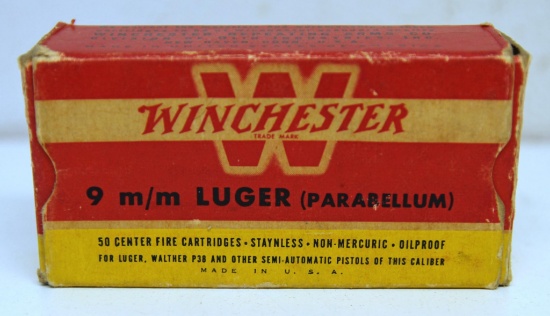 W
WINCHESTER
TRADE MARK
9 m/m LUGER (PARABELLUM)
50 CENTER FIRE CARTRIDGES • STAYNLESS • NON-MERCURIC • OILPROOF
FOR LUGER, WALTHER P38 AND OTHER SEMI-AUTOMATIC PISTOLS OF THIS CALIBER
MADE IN U. S. A.